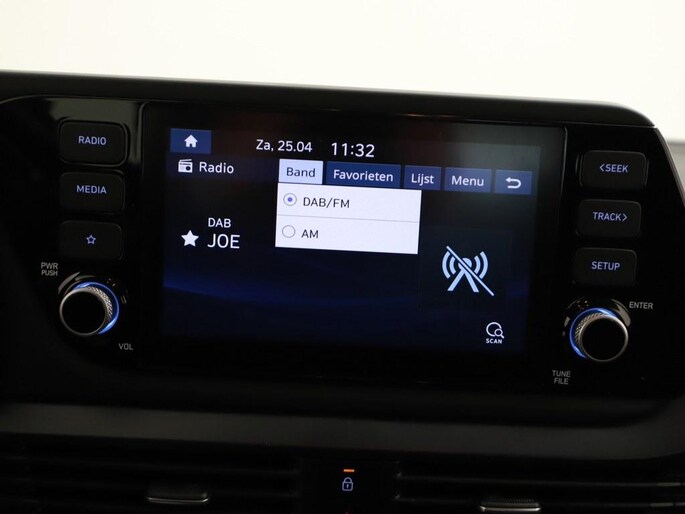 Za, 25.04 11:32
RADIO
MEDIA
PWR
PUSH
VOL
Radio
Band Favorieten Lijst Menu
DAB/FM
AM
DAB
JOE
SCAN
<SEEK
TRACK>
SETUP
ENTER
TUNE
FILE